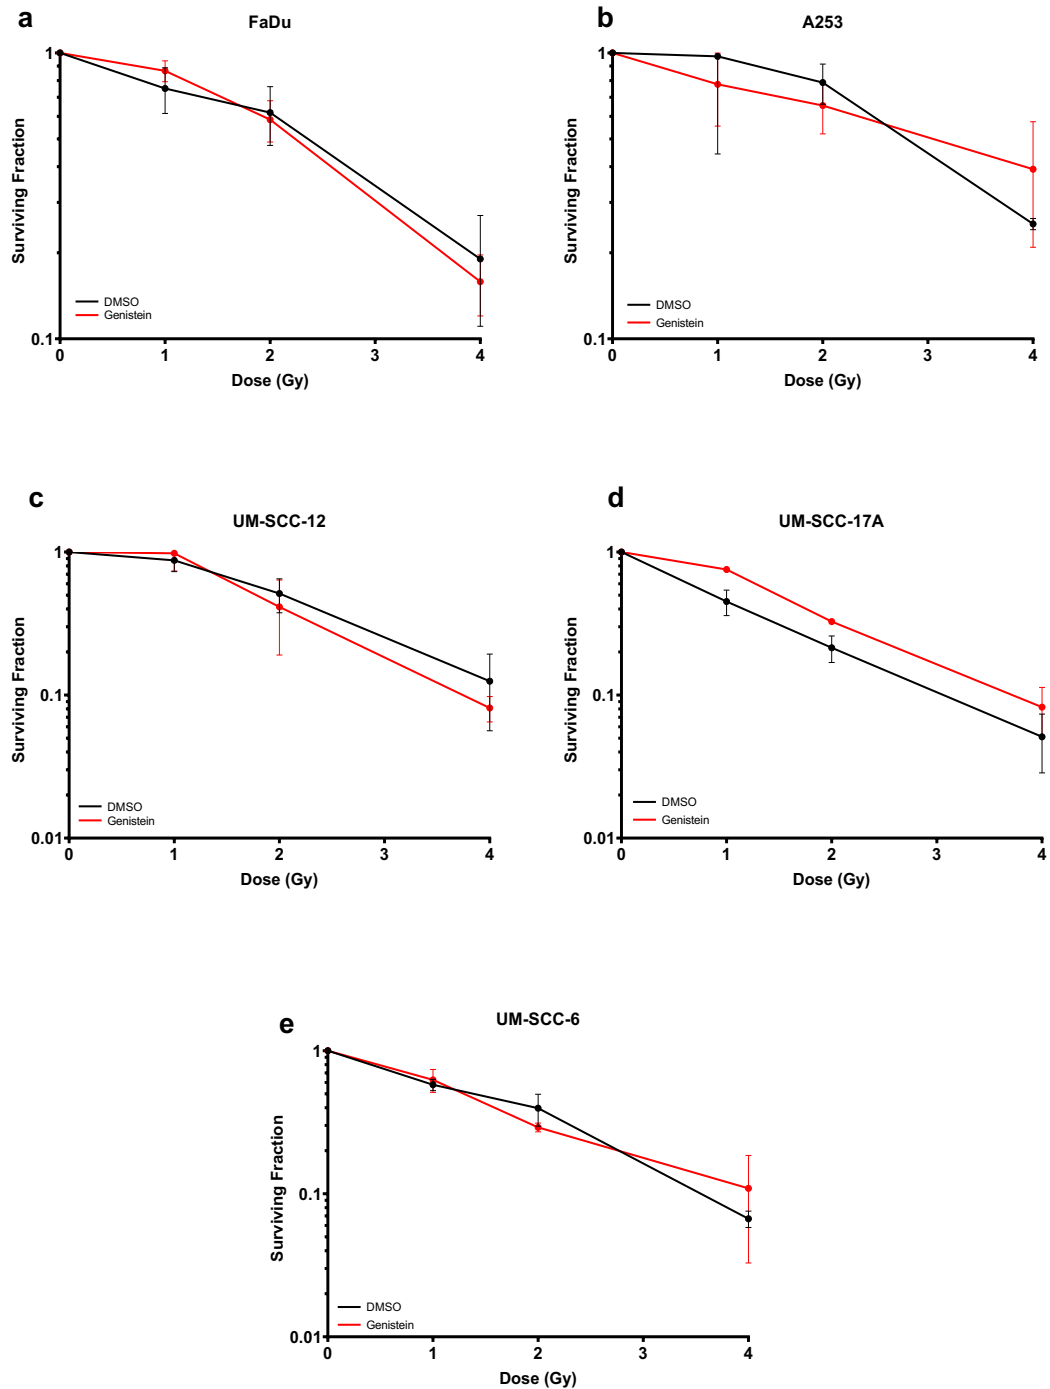 a
FaDu
1
0.1
Surviving Fraction
DMSO
Genistein
0 1 2 3 4
Dose (Gy)
b
A253
1
0.1
Surviving Fraction
DMSO
Genistein
0 1 2 3 4
Dose (Gy)
c
UM-SCC-12
1
0.1
0.01
Surviving Fraction
DMSO
Genistein
0 1 2 3 4
Dose (Gy)
d
UM-SCC-17A
1
0.1
0.01
Surviving Fraction
DMSO
Genistein
0 1 2 3 4
Dose (Gy)
e
UM-SCC-6
1
0.1
0.01
Surviving Fraction
DMSO
Genistein
0 1 2 3 4
Dose (Gy)